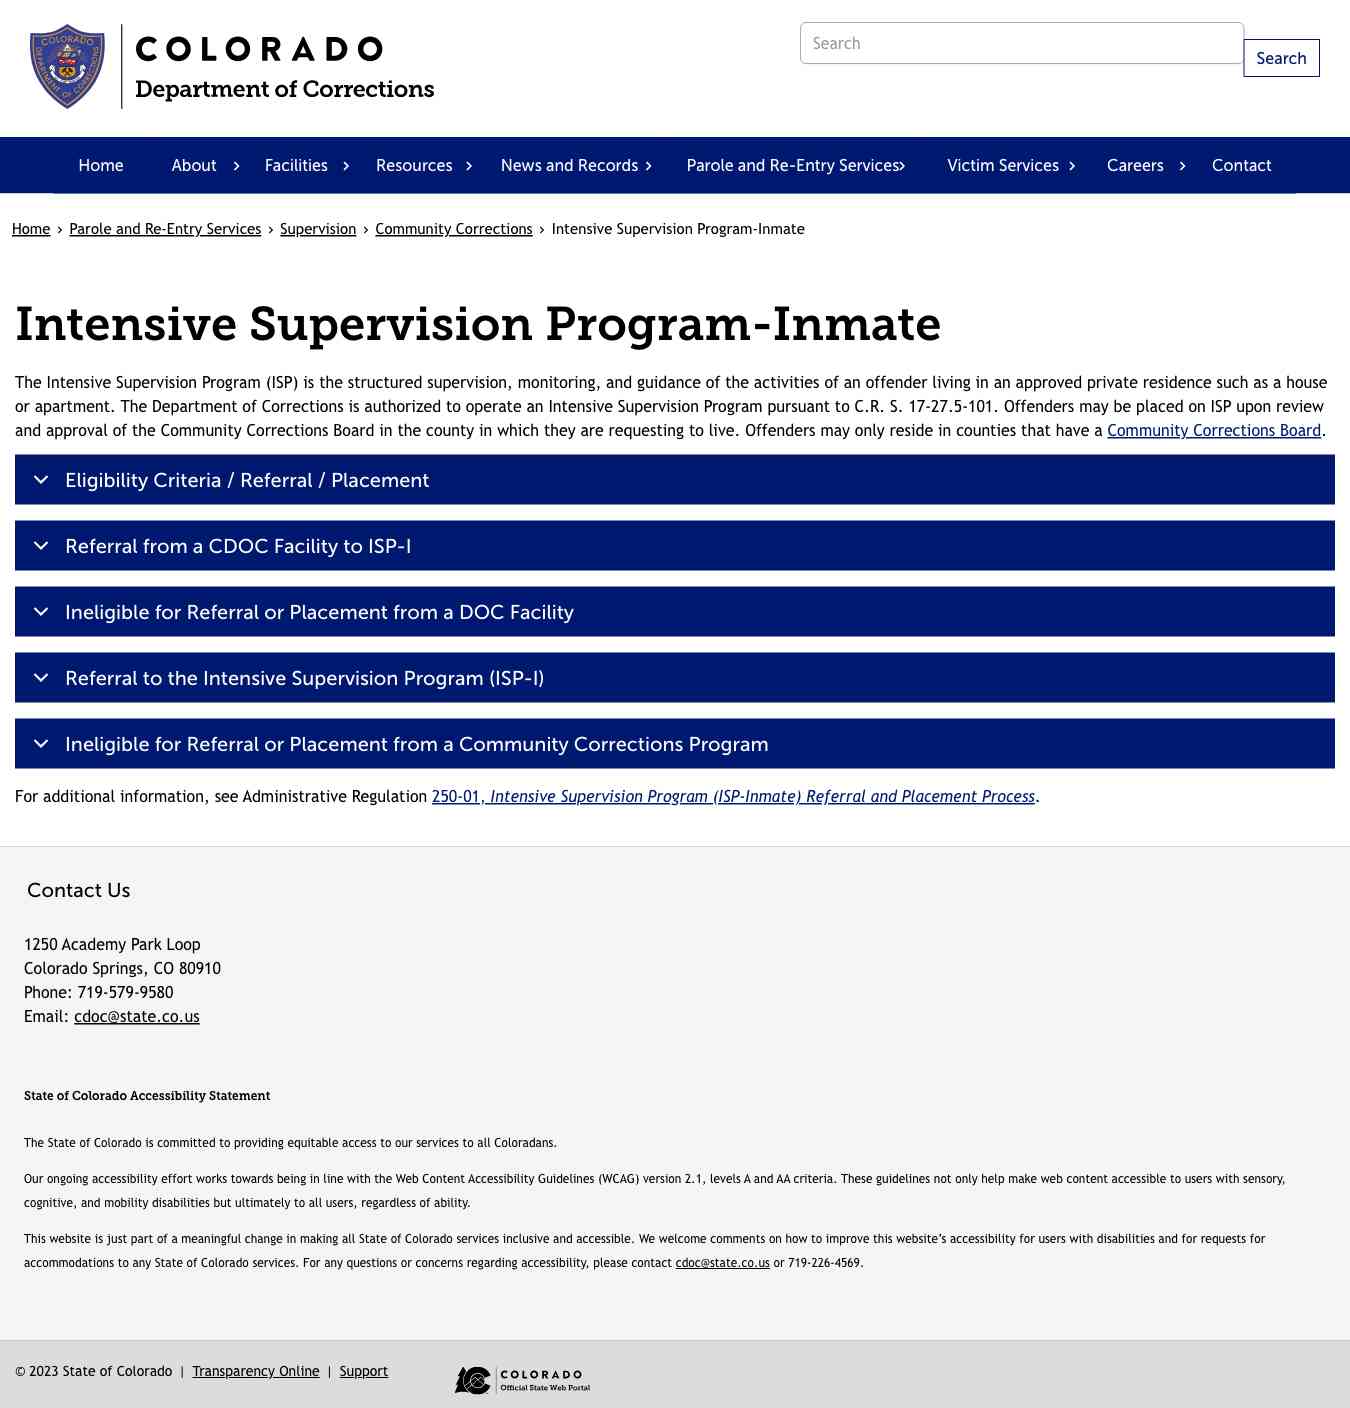 COLORADO
Department of Corrections
Search
Search
Home About Facilities Resources News and Records Parole and Re-Entry Services Victim Services Careers Contact
Home › Parole and Re-Entry Services › Supervision › Community Corrections › Intensive Supervision Program-Inmate
Intensive Supervision Program-Inmate
The Intensive Supervision Program (ISP) is the structured supervision, monitoring, and guidance of the activities of an offender living in an approved private residence such as a house
or apartment. The Department of Corrections is authorized to operate an Intensive Supervision Program pursuant to C.R. S. 17-27.5-101. Offenders may be placed on ISP upon review
and approval of the Community Corrections Board in the county in which they are requesting to live. Offenders may only reside in counties that have a Community Corrections Board.
Eligibility Criteria / Referral / Placement
Referral from a CDOC Facility to ISP-I
Ineligible for Referral or Placement from a DOC Facility
Referral to the Intensive Supervision Program (ISP-I)
Ineligible for Referral or Placement from a Community Corrections Program
For additional information, see Administrative Regulation 250-01, Intensive Supervision Program (ISP-Inmate) Referral and Placement Process.
Contact Us
1250 Academy Park Loop
Colorado Springs, CO 80910
Phone: 719-579-9580
Email: cdoc@state.co.us
State of Colorado Accessibility Statement
The State of Colorado is committed to providing equitable access to our services to all Coloradans.
Our ongoing accessibility effort works towards being in line with the Web Content Accessibility Guidelines (WCAG) version 2.1, levels A and AA criteria. These guidelines not only help make web content accessible to users with sensory,
cognitive, and mobility disabilities but ultimately to all users, regardless of ability.
This website is just part of a meaningful change in making all State of Colorado services inclusive and accessible. We welcome comments on how to improve this website's accessibility for users with disabilities and for requests for
accommodations to any State of Colorado services. For any questions or concerns regarding accessibility, please contact cdoc@state.co.us or 719-226-4569.
© 2023 State of Colorado | Transparency Online | Support
COLORADO
Official State Web Portal